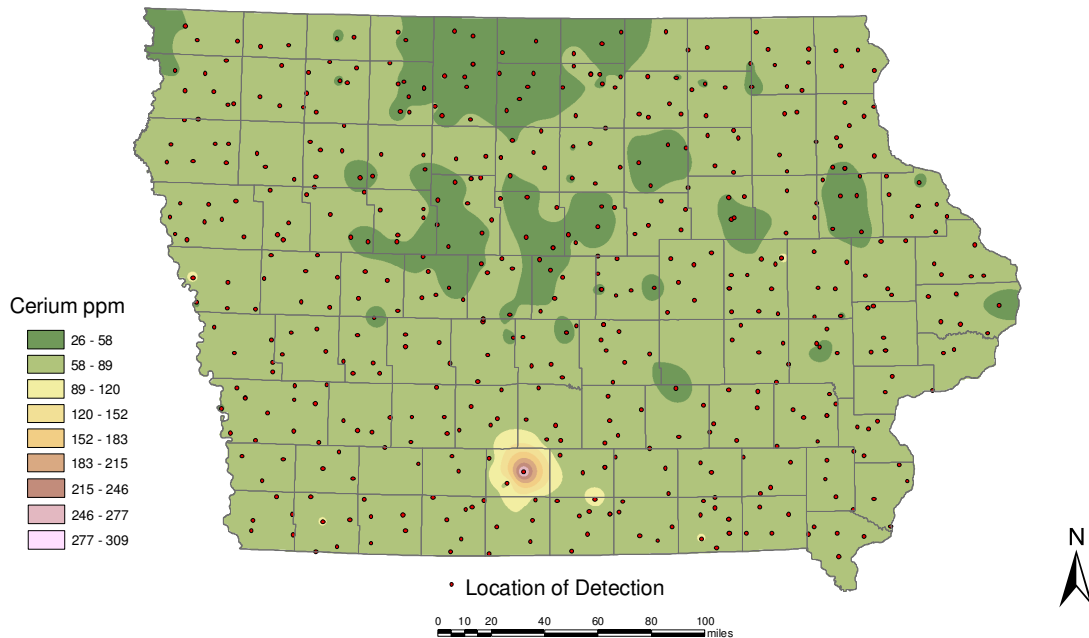 Cerium ppm
26 - 58
58 - 89
89 - 120
120 - 152
152 - 183
183 - 215
215 - 246
246 - 277
277 - 309
Location of Detection
0 5 10 20 40 60 80 100
miles
N